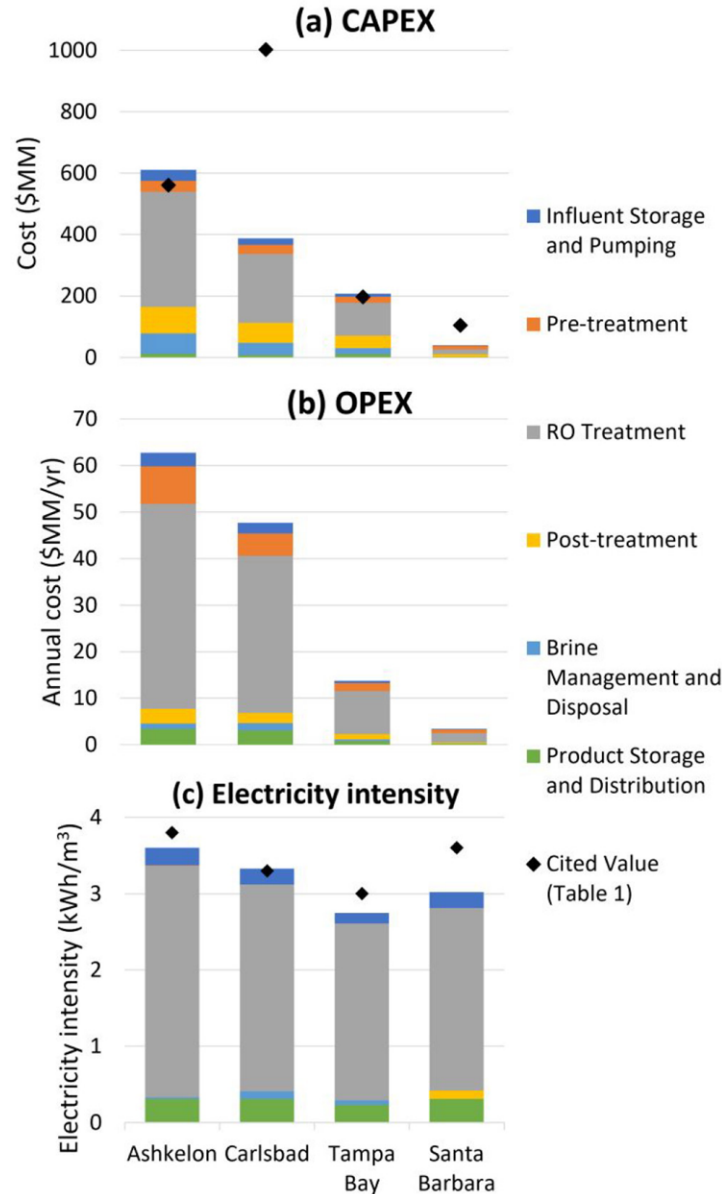 (a) CAPEX
1000
800
600
400
200
0
Cost ($MM)
Influent Storage
and Pumping
Pre-treatment
RO Treatment
Post-treatment
Brine
Management and
Disposal
Product Storage
and Distribution
Cited Value
(Table 1)
(b) OPEX
70
60
50
40
30
20
10
0
Annual cost ($MM/yr)
(c) Electricity intensity
4
3
2
1
0
Electricity intensity (kWh/m³)
Ashkelon
Carlsbad
Tampa
Bay
Santa
Barbara